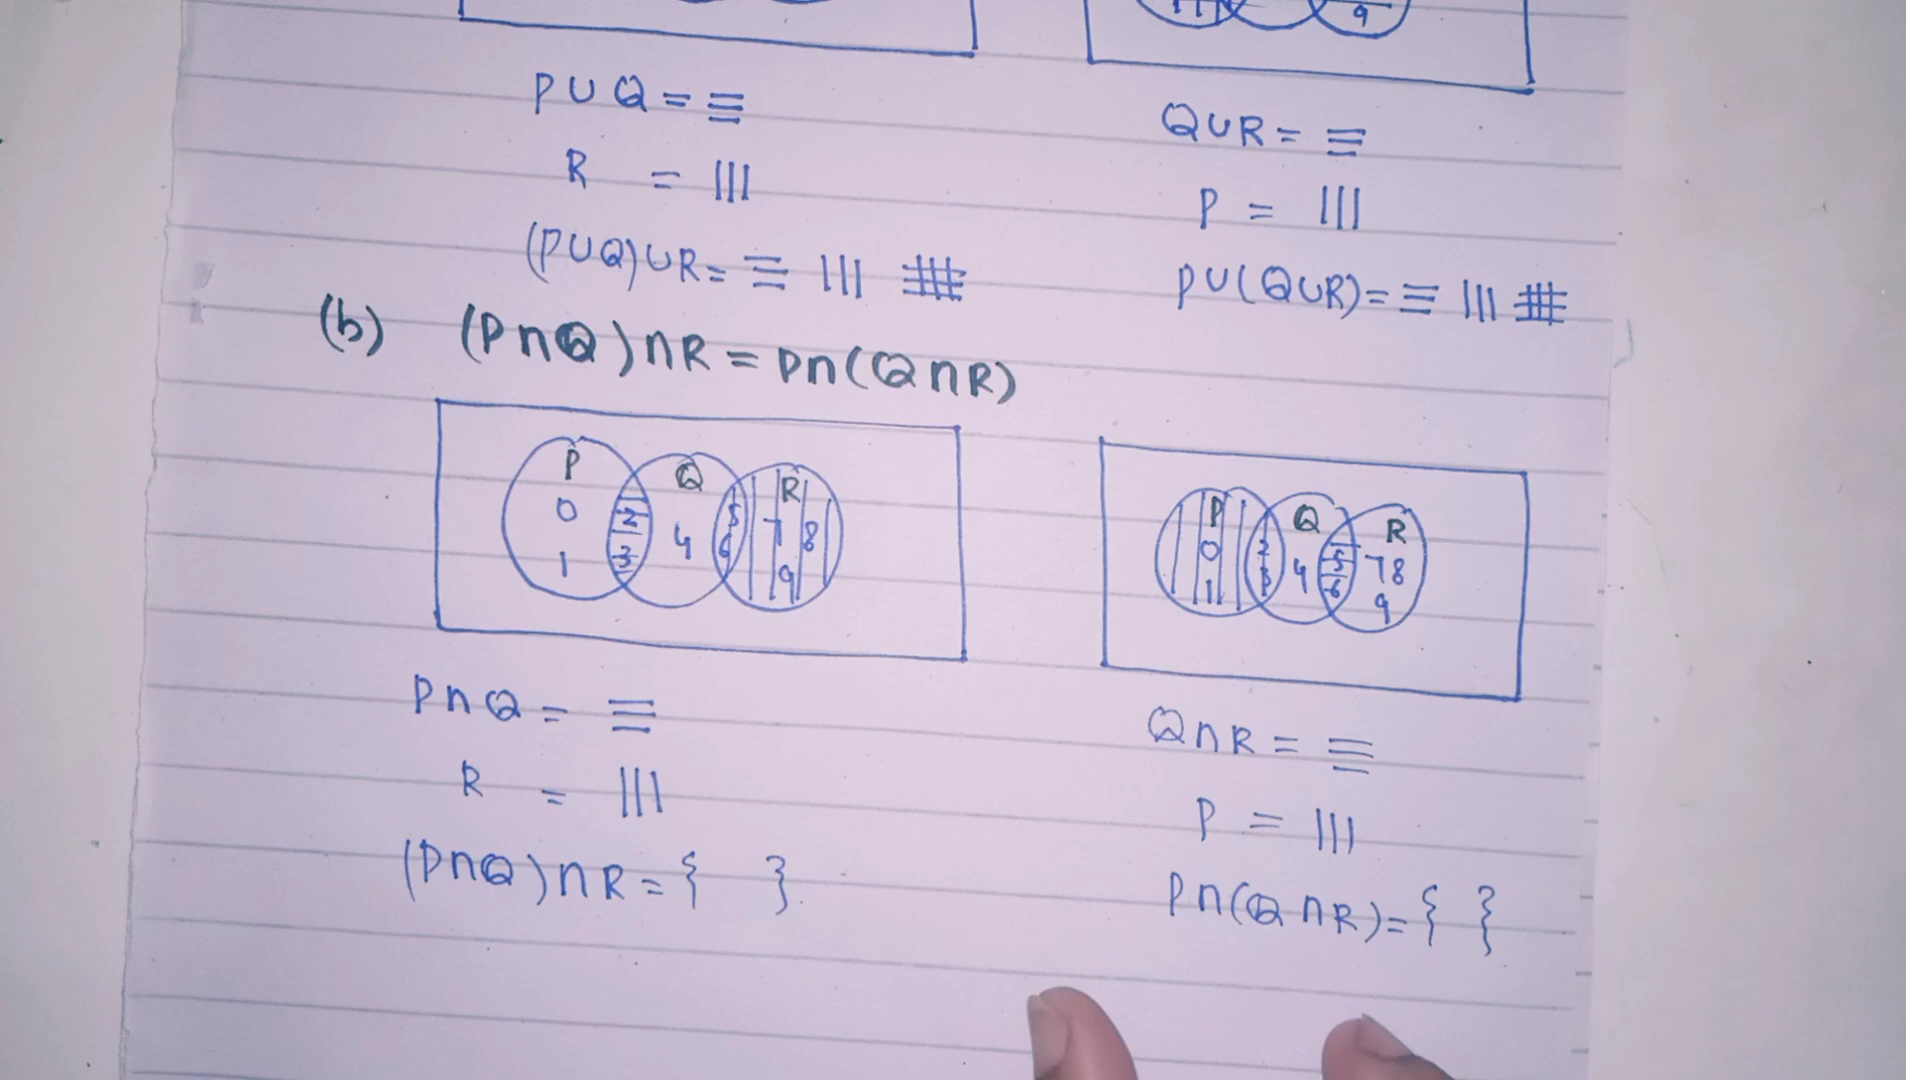 9
P∪Q = ≡
R = |||
(P∪Q)∪R = ≡ ||| #
Q∪R = ≡
P = |||
P∪(Q∪R) = ≡ ||| #
(b) (P∩Q)∩R = P∩(Q∩R)
P Q R
0 2 4 5 7 8
1 3 6 9
P Q R
0 2 4 5 7 8
1 3 6 9
P∩Q = ≡
R = |||
(P∩Q)∩R = { }
Q∩R = ≡
P = |||
P∩(Q∩R) = { }